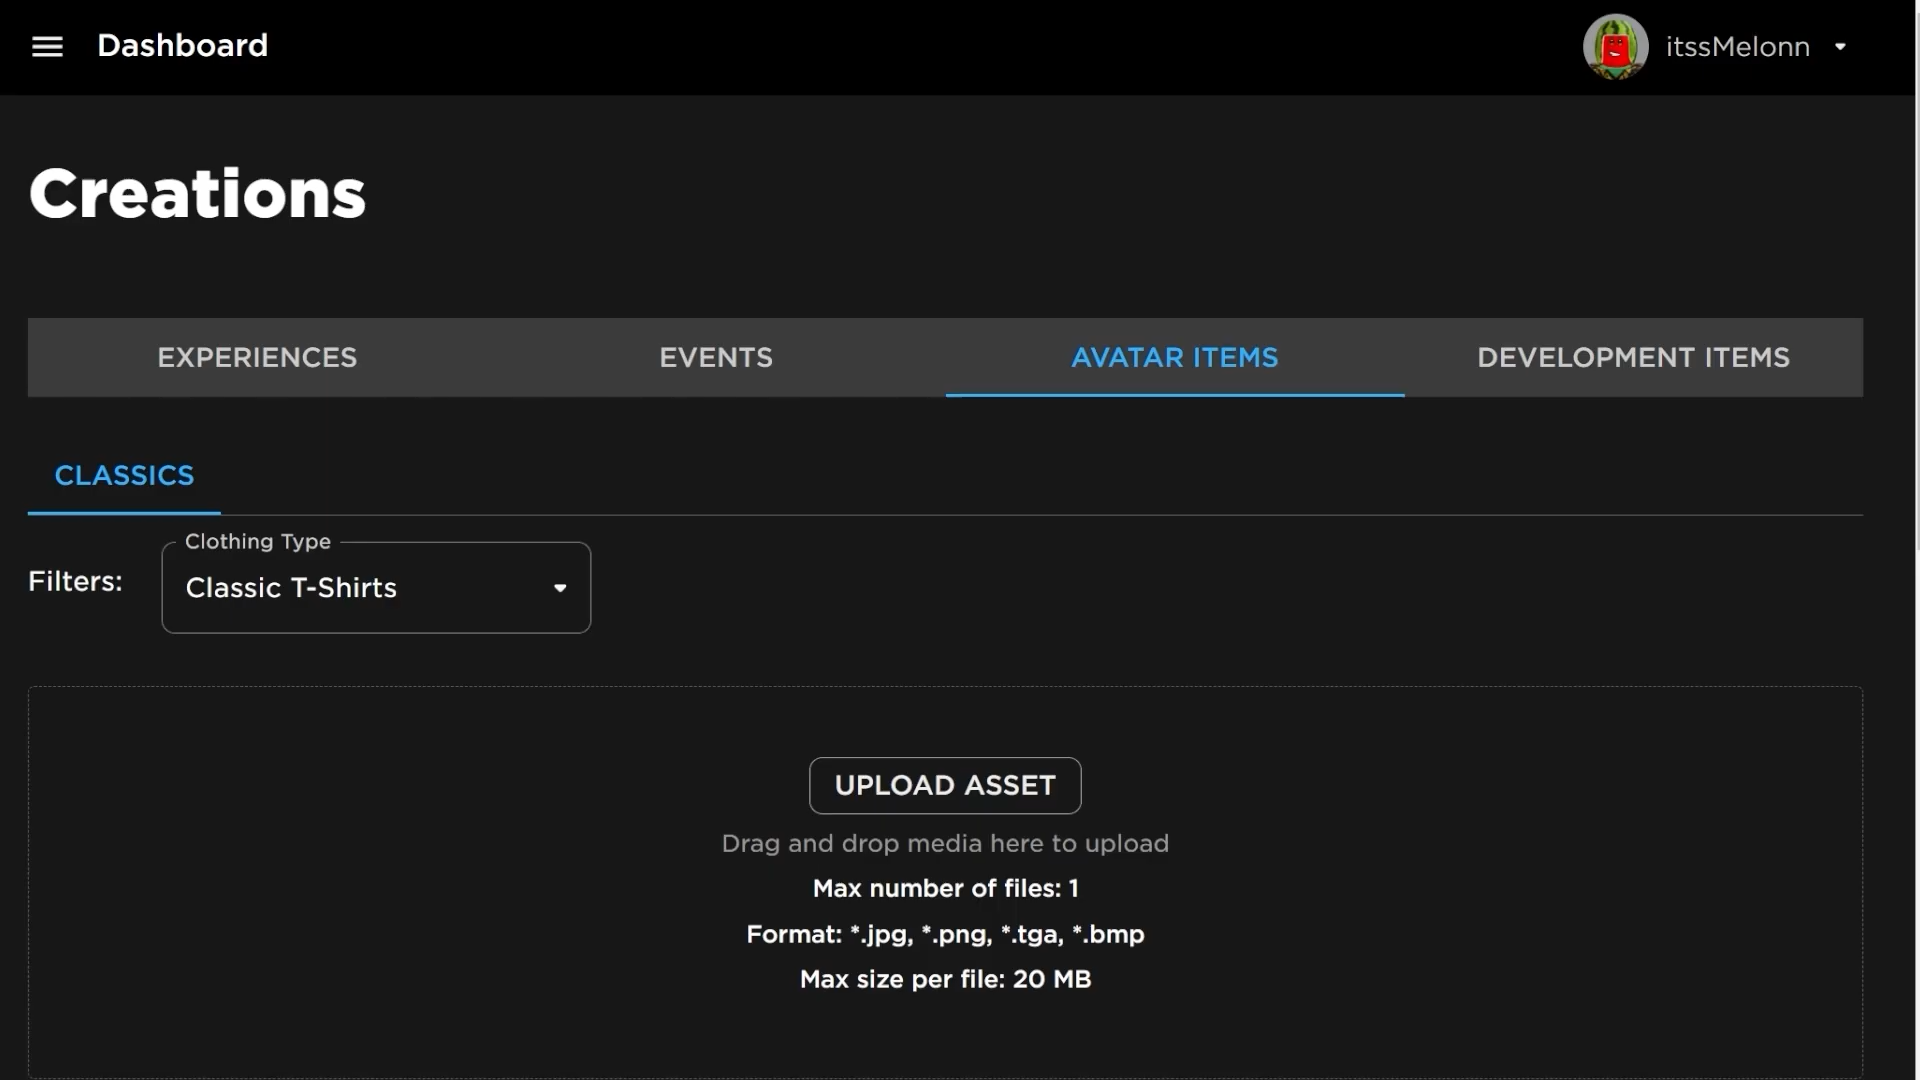 Dashboard
itssMelonn
Creations
EXPERIENCES
EVENTS
AVATAR ITEMS
DEVELOPMENT ITEMS
CLASSICS
Clothing Type
Filters:
Classic T-Shirts
UPLOAD ASSET
Drag and drop media here to upload
Max number of files: 1
Format: *.jpg, *.png, *.tga, *.bmp
Max size per file: 20 MB